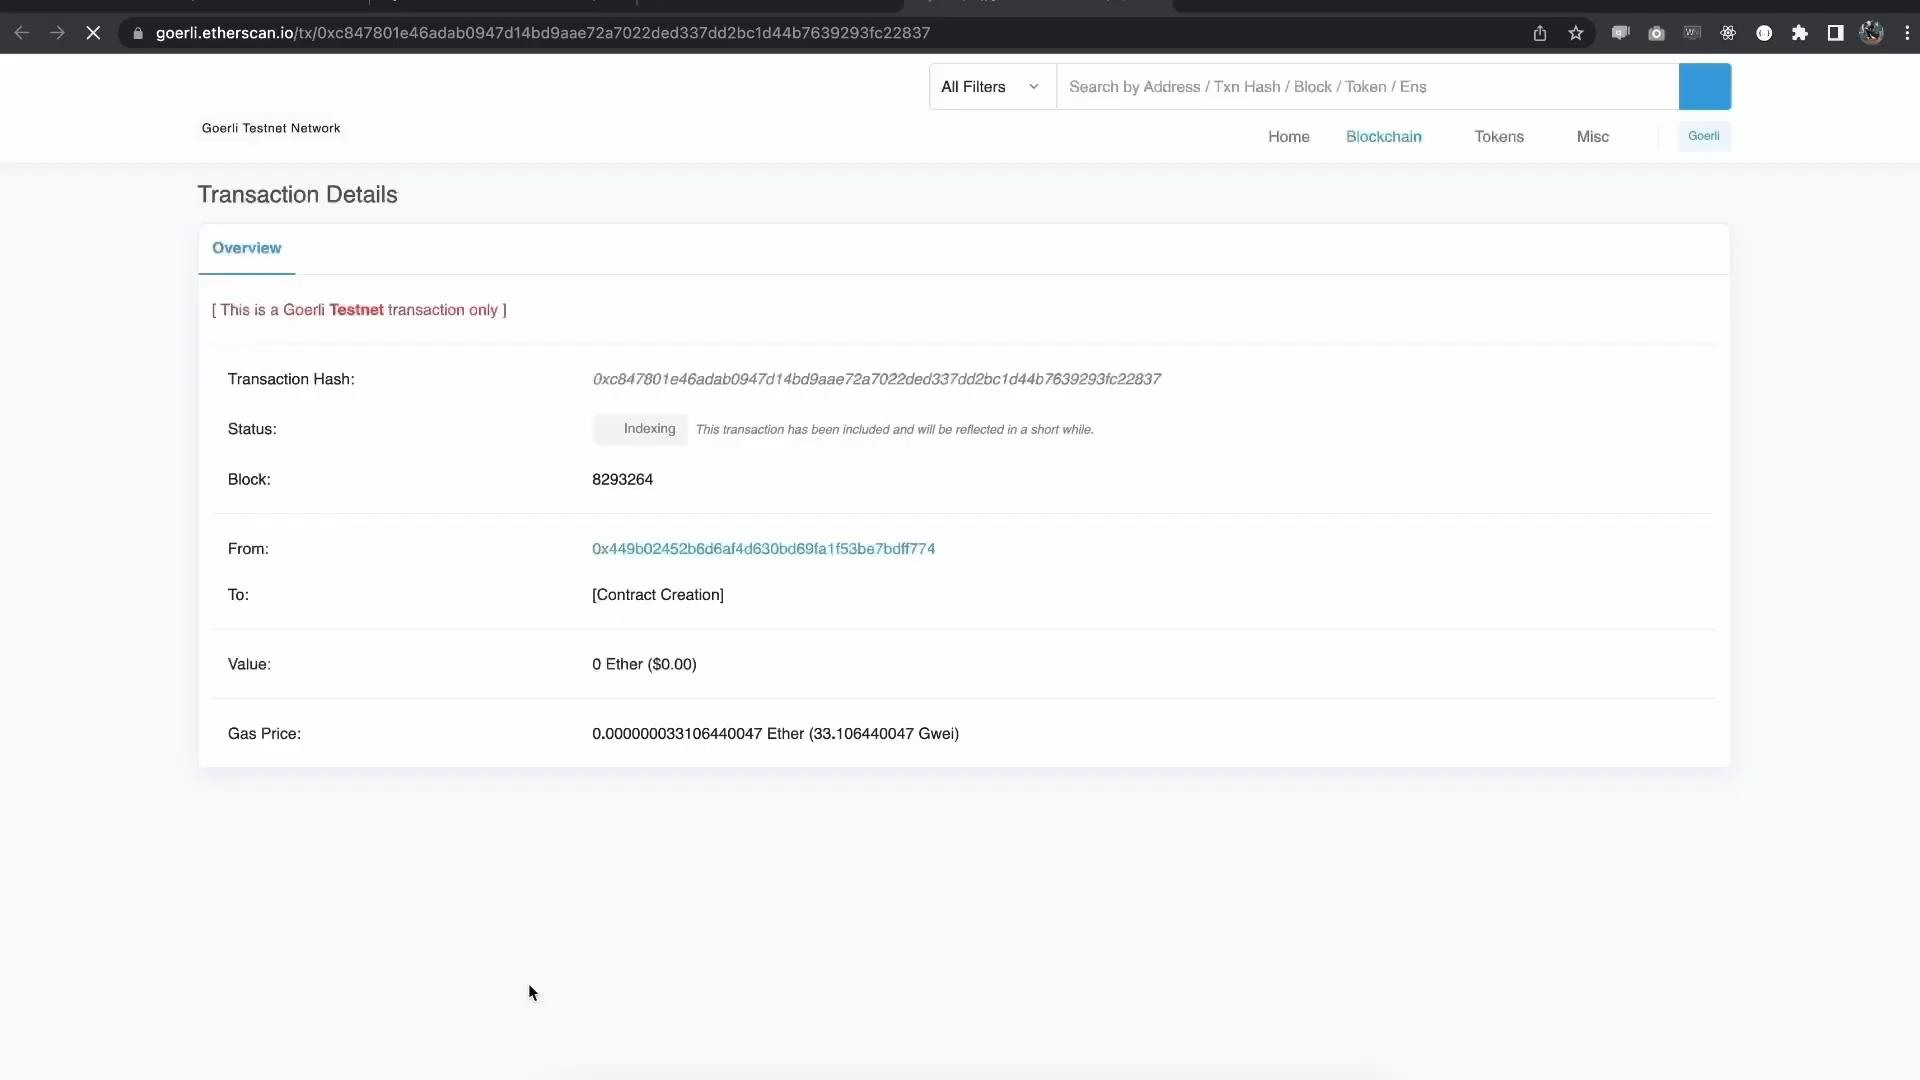 goerli.etherscan.io/tx/0xc847801e46adab0947d14bd9aae72a7022ded337dd2bc1d44b7639293fc22837
All Filters
Search by Address / Txn Hash / Block / Token / Ens
Goerli Testnet Network
Home
Blockchain
Tokens
Misc
Goerli
Transaction Details
Overview
[ This is a Goerli Testnet transaction only ]
Transaction Hash:
0xc847801e46adab0947d14bd9aae72a7022ded337dd2bc1d44b7639293fc22837
Status:
Indexing
This transaction has been included and will be reflected in a short while.
Block:
8293264
From:
0x449b02452b6d6af4d630bd69fa1f53be7bdff774
To:
[Contract Creation]
Value:
0 Ether ($0.00)
Gas Price:
0.000000033106440047 Ether (33.106440047 Gwei)